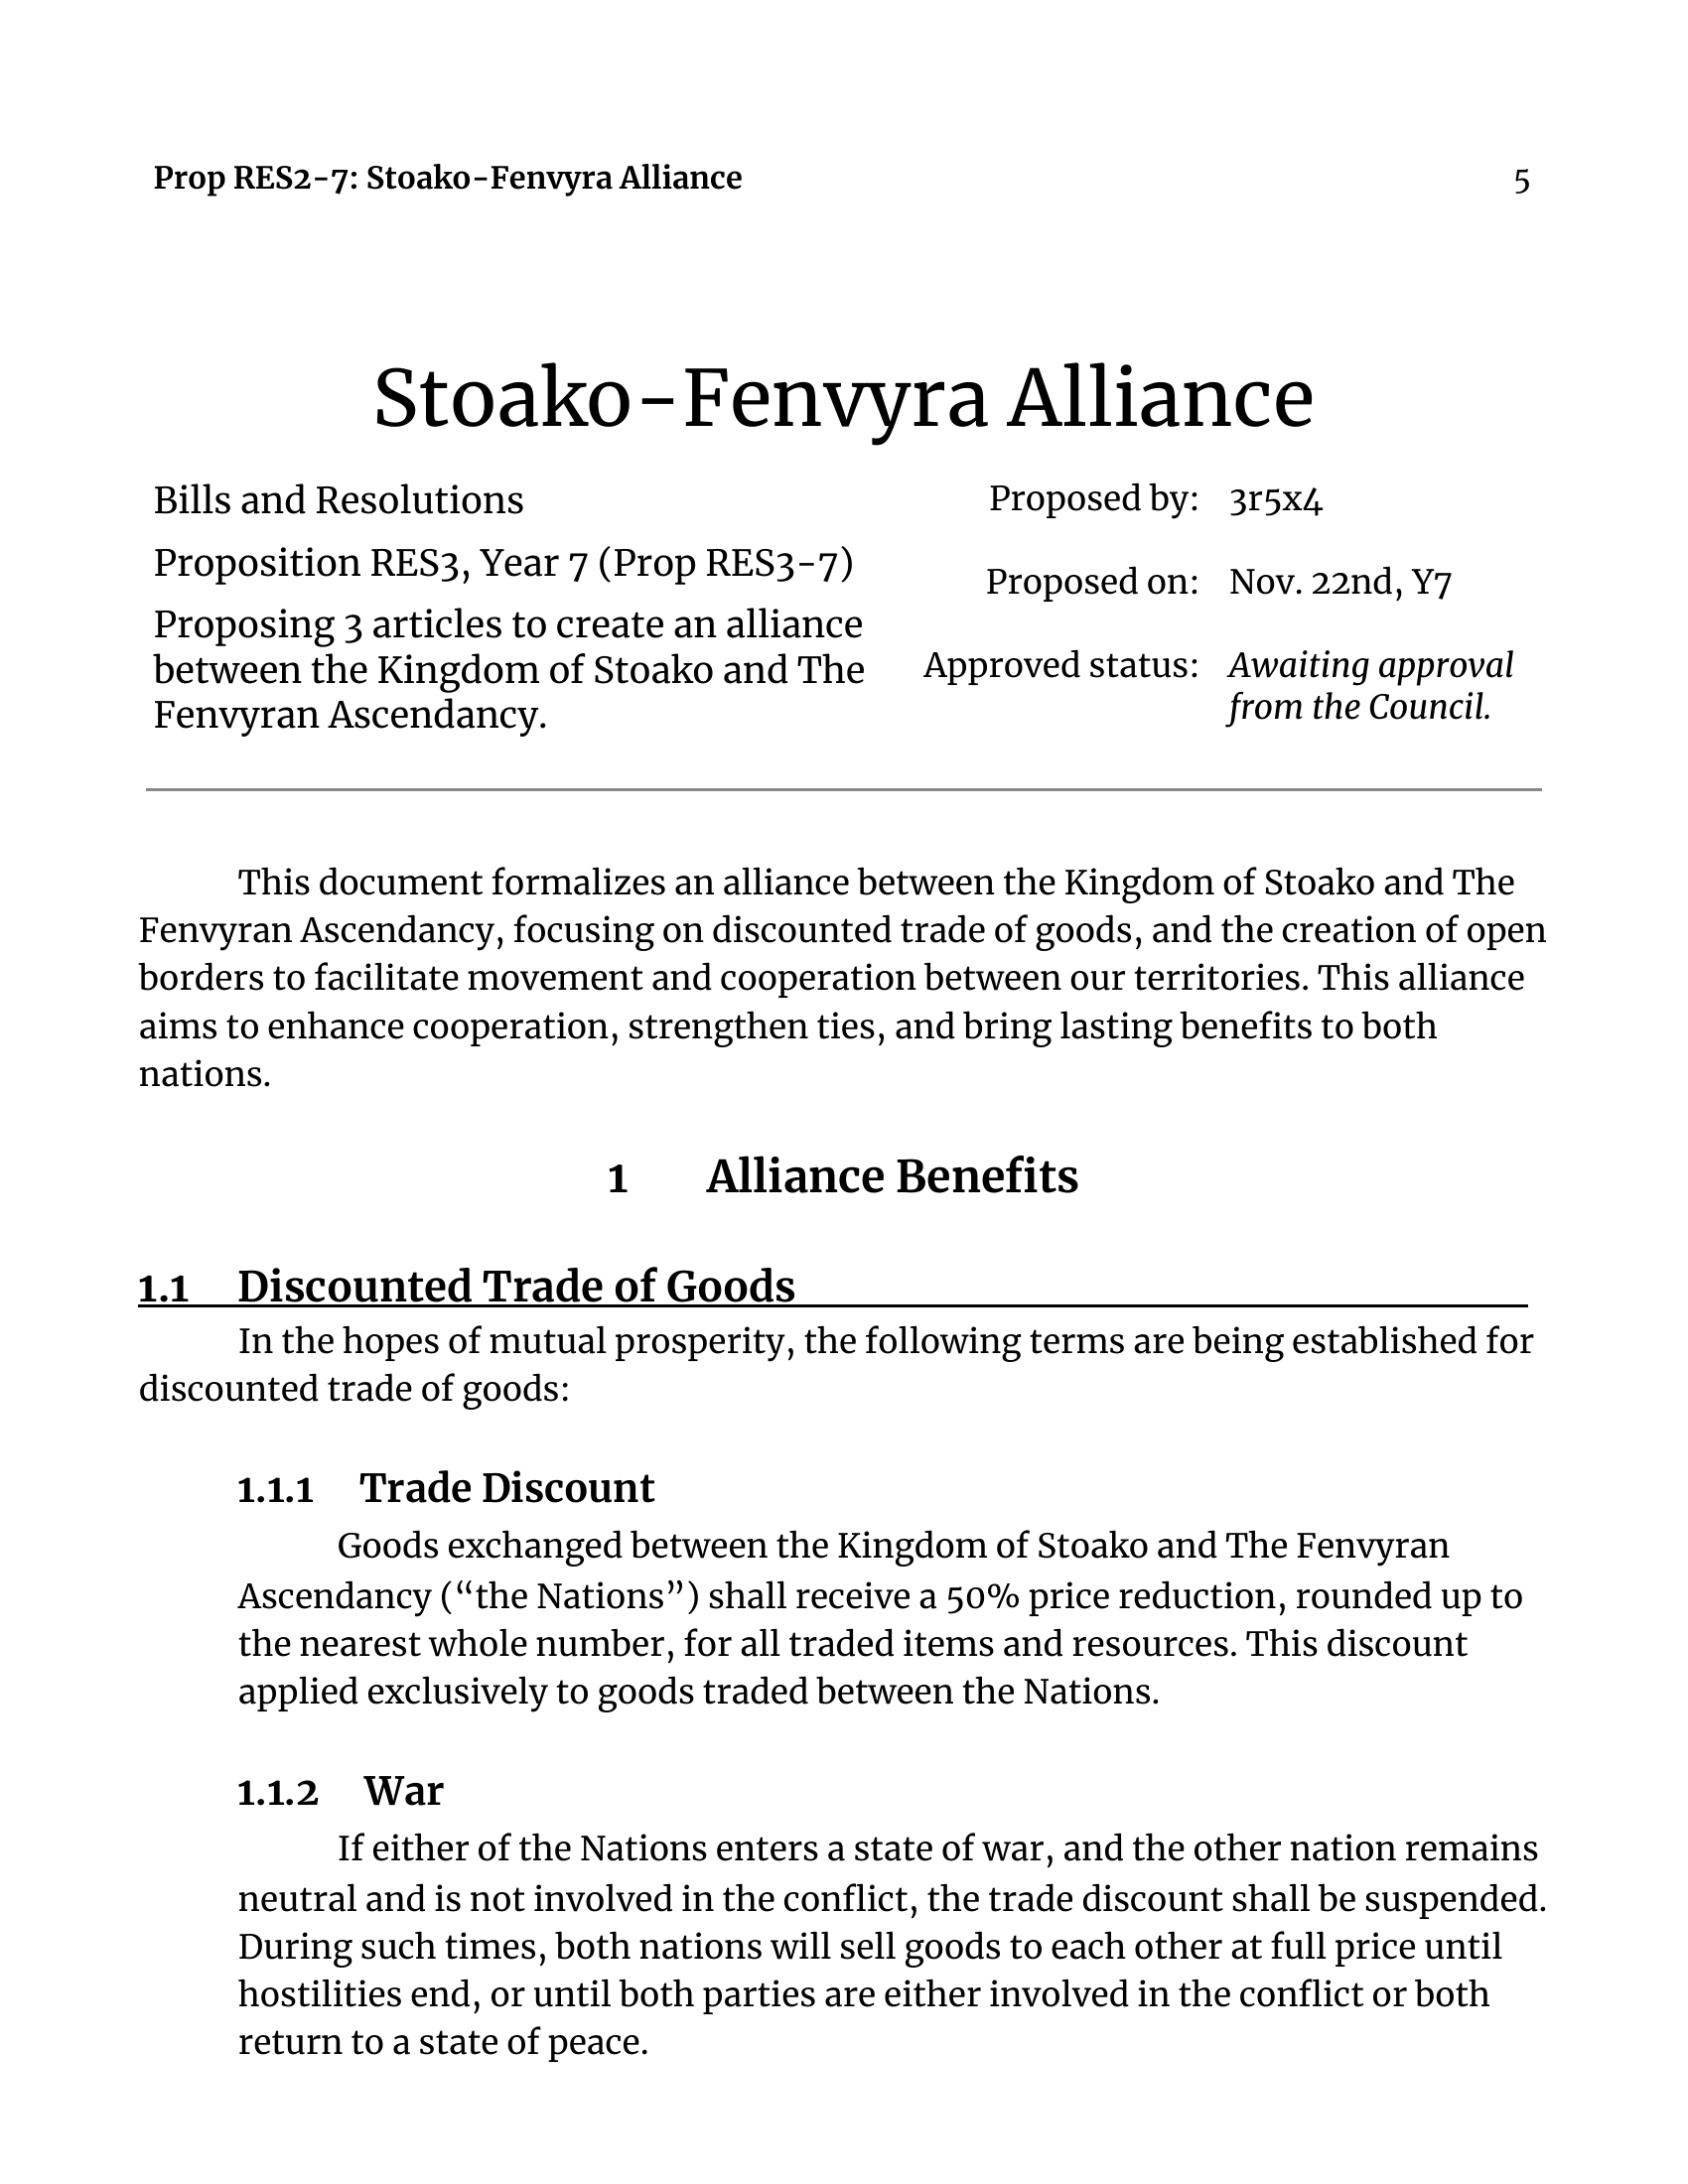 Prop RES2-7: Stoako-Fenvyra Alliance 5
Stoako-Fenvyra Alliance
Bills and Resolutions
Proposition RES3, Year 7 (Prop RES3-7)
Proposing 3 articles to create an alliance
between the Kingdom of Stoako and The
Fenvyran Ascendancy.
Proposed by: 3r5x4
Proposed on: Nov. 22nd, Y7
Approved status: Awaiting approval
from the Council.
This document formalizes an alliance between the Kingdom of Stoako and The
Fenvyran Ascendancy, focusing on discounted trade of goods, and the creation of open
borders to facilitate movement and cooperation between our territories. This alliance
aims to enhance cooperation, strengthen ties, and bring lasting benefits to both
nations.
1 Alliance Benefits
1.1 Discounted Trade of Goods
In the hopes of mutual prosperity, the following terms are being established for
discounted trade of goods:
1.1.1 Trade Discount
Goods exchanged between the Kingdom of Stoako and The Fenvyran
Ascendancy (“the Nations”) shall receive a 50% price reduction, rounded up to
the nearest whole number, for all traded items and resources. This discount
applied exclusively to goods traded between the Nations.
1.1.2 War
If either of the Nations enters a state of war, and the other nation remains
neutral and is not involved in the conflict, the trade discount shall be suspended.
During such times, both nations will sell goods to each other at full price until
hostilities end, or until both parties are either involved in the conflict or both
return to a state of peace.